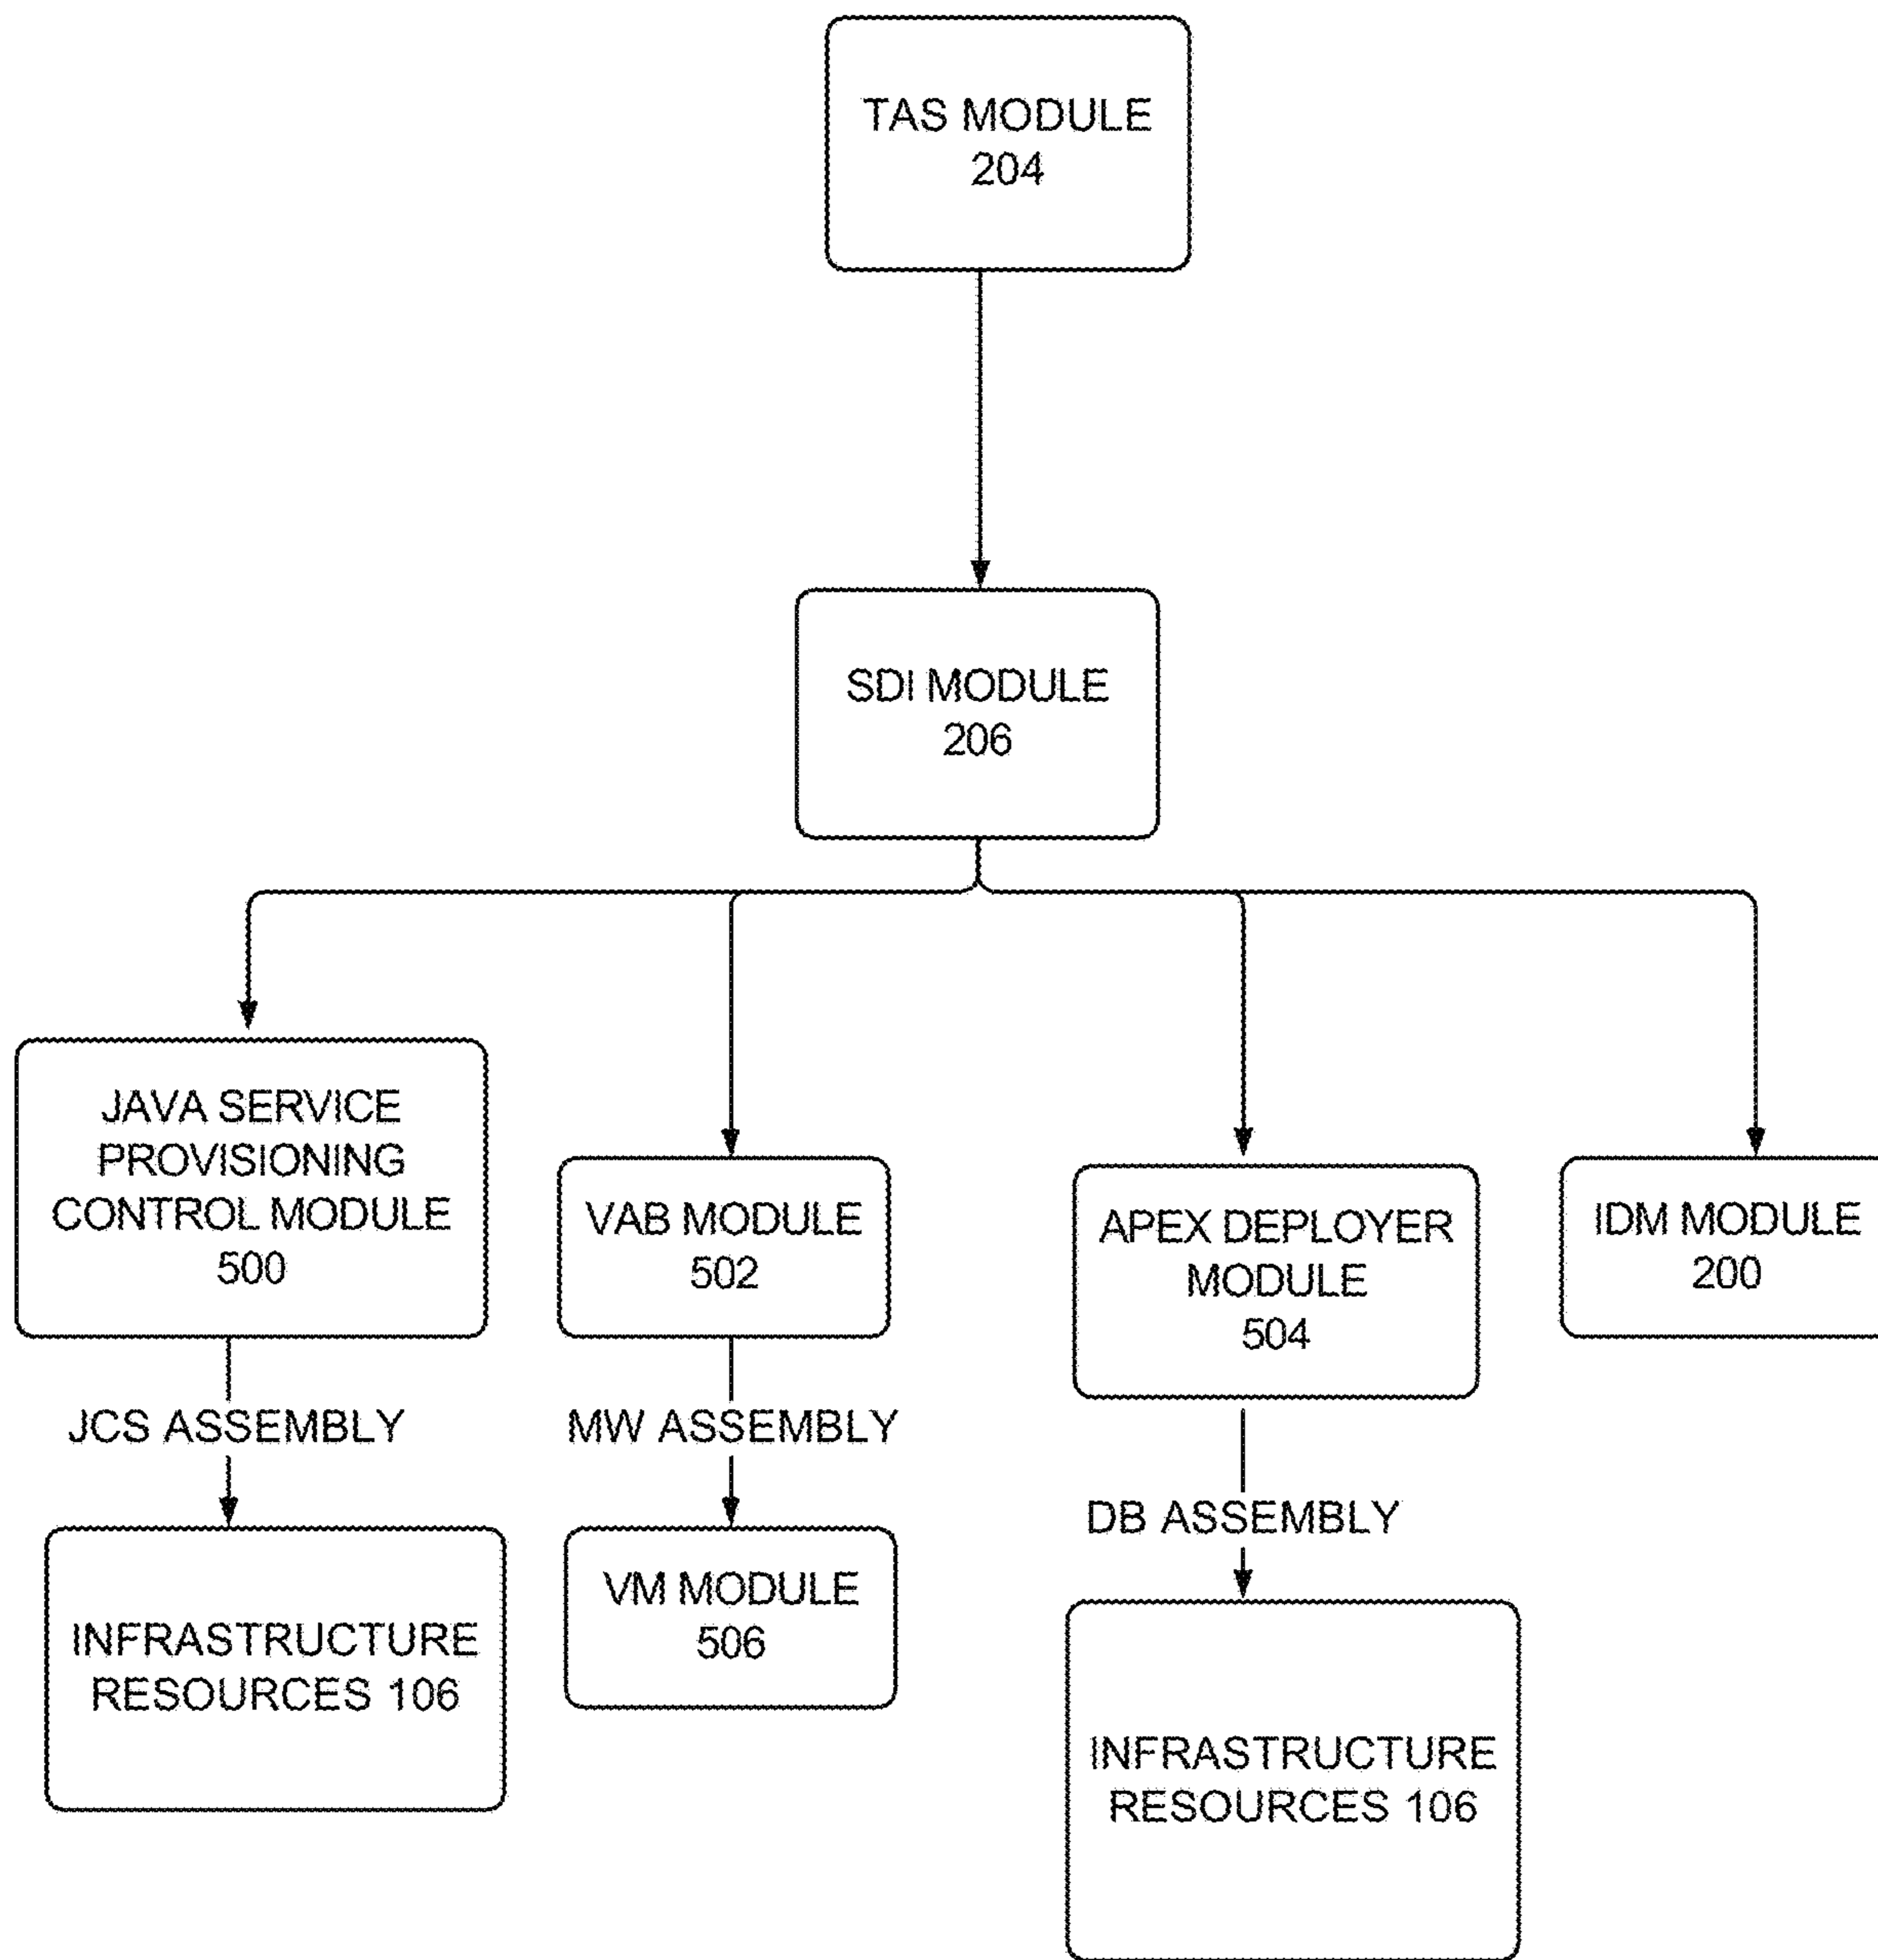 TAS MODULE
204
SDI MODULE
206
JAVA SERVICE
PROVISIONING
CONTROL MODULE
500
VAB MODULE
502
APEX DEPLOYER
MODULE
504
IDM MODULE
200
JCS ASSEMBLY
MW ASSEMBLY
DB ASSEMBLY
INFRASTRUCTURE
RESOURCES 106
VM MODULE
506
INFRASTRUCTURE
RESOURCES 106